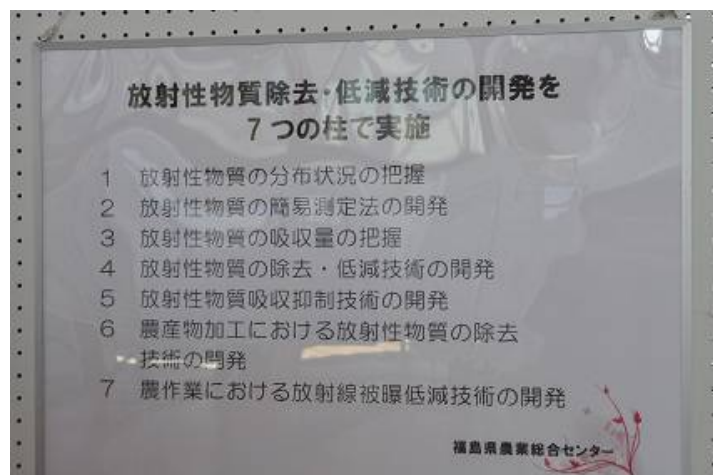 放射性物質除去・低減技術の開発を
7つの柱で実施
1 放射性物質の分布状況の把握
2 放射性物質の簡易測定法の開発
3 放射性物質の吸収量の把握
4 放射性物質の除去・低減技術の開発
5 放射性物質吸収抑制技術の開発
6 農産物加工における放射性物質の除去
技術の開発
7 農作業における放射線被曝低減技術の開発
福島県農業総合センター